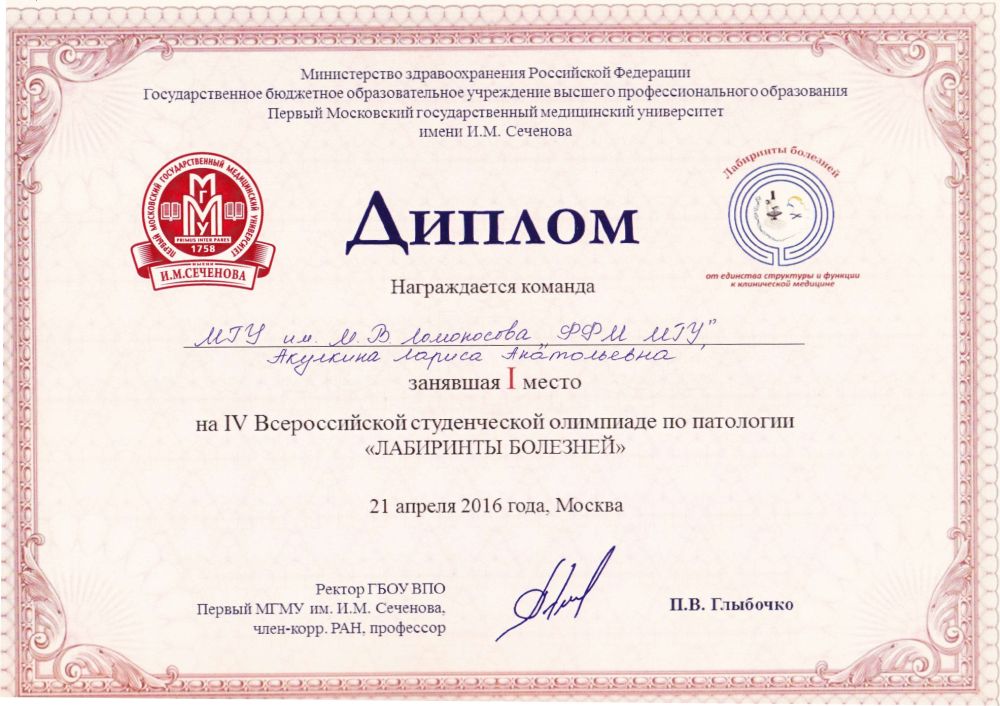 Министерство здравоохранения Российской Федерации
Государственное бюджетное образовательное учреждение высшего профессионального образования
Первый Московский государственный медицинский университет
имени И.М. Сеченова
ПЕРВЫЙ МОСКОВСКИЙ ГОСУДАРСТВЕННЫЙ МЕДИЦИНСКИЙ УНИВЕРСИТЕТ
МГМУ
PRIMUS INTER PARES
1758
ИМЕНИ
И.М.СЕЧЕНОВА
Диплом
Лабиринты болезней
от единства структуры и функции
к клинической медицине
Награждается команда
МГУ им. М.В. Ломоносова, „ФФМ МГУ”
Акулкина Лариса Анатольевна
занявшая I место
на IV Всероссийской студенческой олимпиаде по патологии
«ЛАБИРИНТЫ БОЛЕЗНЕЙ»
21 апреля 2016 года, Москва
Ректор ГБОУ ВПО
Первый МГМУ им. И.М. Сеченова,
член-корр. РАН, профессор
П.В. Глыбочко